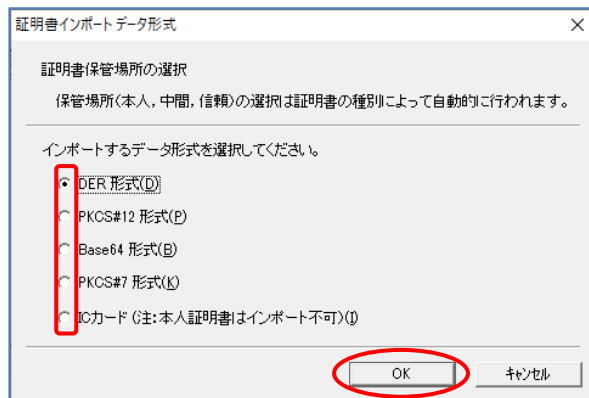 証明書インポート データ形式
証明書保管場所の選択
保管場所(本人, 中間, 信頼)の選択は証明書の種別によって自動的に行われます。
インポートするデータ形式を選択してください。
DER 形式(D)
PKCS#12 形式(P)
Base64 形式(B)
PKCS#7 形式(K)
ICカード (注:本人証明書はインポート不可)(I)
OK キャンセル